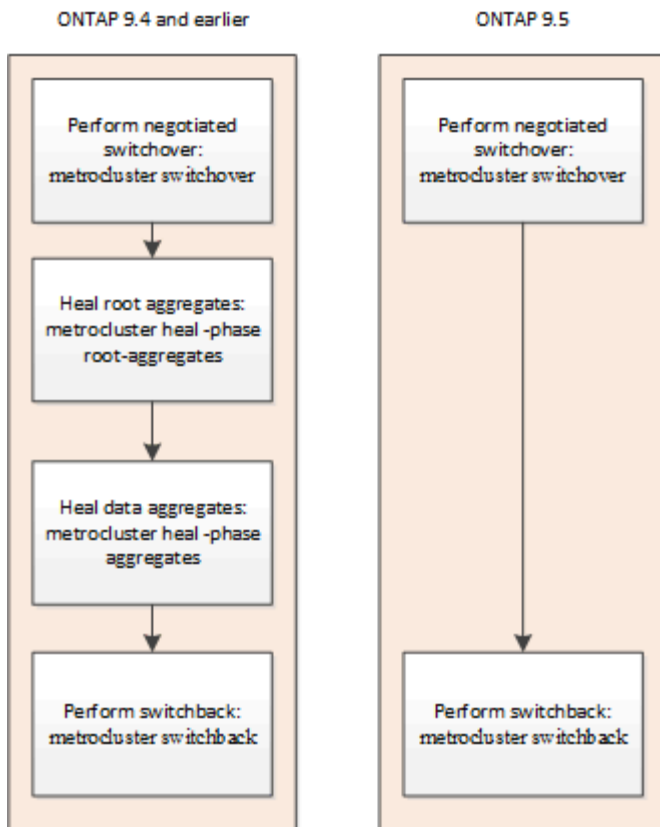 ONTAP 9.4 and earlier
Perform negotiated
switchover:
metrocluster switchover
Heal root aggregates:
metrocluster heal -phase
root-aggregates
Heal data aggregates:
metrocluster heal -phase
aggregates
Perform switchback:
metrocluster switchback
ONTAP 9.5
Perform negotiated
switchover:
metrocluster switchover
Perform switchback:
metrocluster switchback